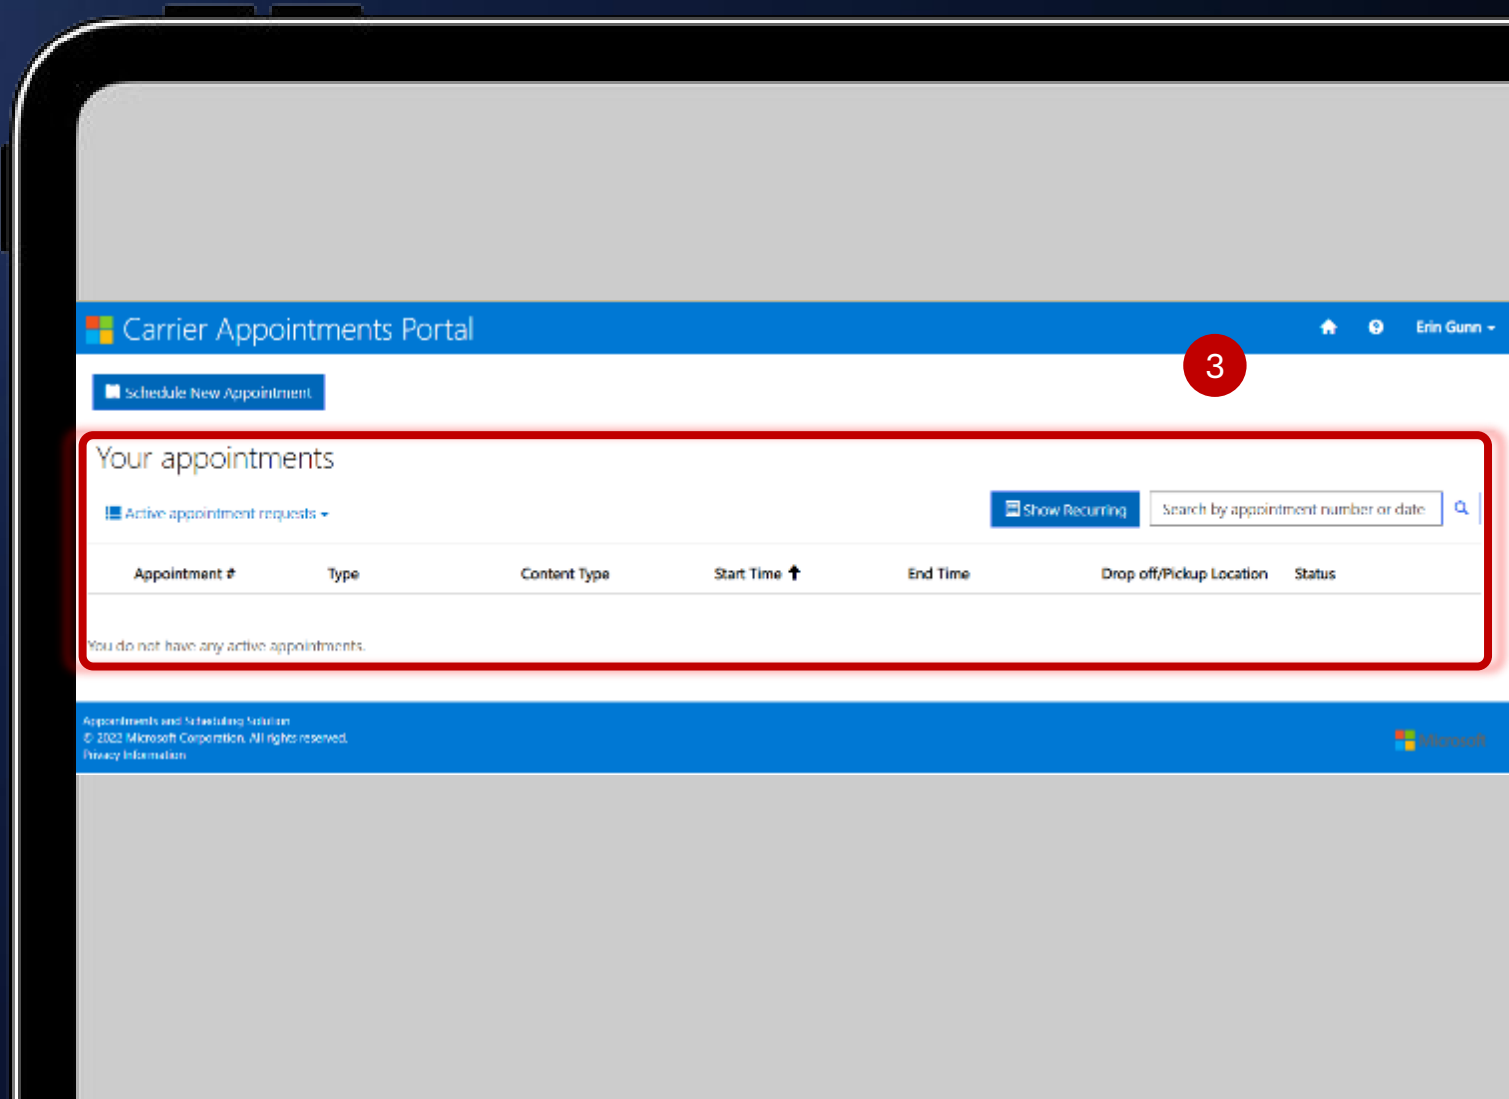 Carrier Appointments Portal
Erin Gunn
3
Schedule New Appointment
Your appointments
Active appointment requests
Show Recurring
Search by appointment number or date
Appointment # Type Content Type Start Time End Time Drop off/Pickup Location Status
You do not have any active appointments.
Appointments and Scheduling Solution
© 2022 Microsoft Corporation. All rights reserved.
Privacy Information
Microsoft